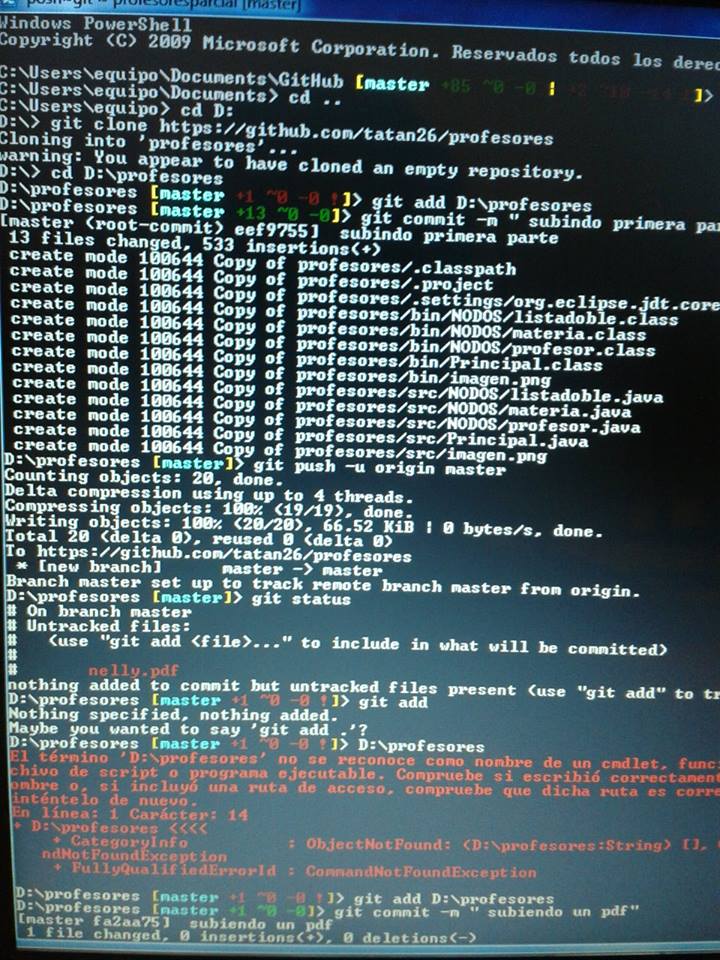 posh~git ~ profesoresparcial [master]
Windows PowerShell
Copyright (C) 2009 Microsoft Corporation. Reservados todos los derec
C:\Users\equipo\Documents\GitHub [master +85 ~0 -0 ! ]>
C:\Users\equipo\Documents> cd ..
C:\Users\equipo> cd D:
D:\> git clone https://github.com/tatan26/profesores
Cloning into 'profesores'...
warning: You appear to have cloned an empty repository.
D:\> cd D:\profesores
D:\profesores [master +1 ~0 -0 !]> git add D:\profesores
D:\profesores [master +13 ~0 -0]> git commit -m " subindo primera par
[master (root-commit) eef9755] subindo primera parte
13 files changed, 533 insertions(+)
create mode 100644 Copy of profesores/.classpath
create mode 100644 Copy of profesores/.project
create mode 100644 Copy of profesores/.settings/org.eclipse.jdt.core
create mode 100644 Copy of profesores/bin/NODOS/listadoble.class
create mode 100644 Copy of profesores/bin/NODOS/materia.class
create mode 100644 Copy of profesores/bin/NODOS/profesor.class
create mode 100644 Copy of profesores/bin/Principal.class
create mode 100644 Copy of profesores/bin/imagen.png
create mode 100644 Copy of profesores/src/NODOS/listadoble.java
create mode 100644 Copy of profesores/src/NODOS/materia.java
create mode 100644 Copy of profesores/src/NODOS/profesor.java
create mode 100644 Copy of profesores/src/Principal.java
create mode 100644 Copy of profesores/src/imagen.png
D:\profesores [master]> git push -u origin master
Counting objects: 20, done.
Delta compression using up to 4 threads.
Compressing objects: 100% (19/19), done.
Writing objects: 100% (20/20), 66.52 KiB | 0 bytes/s, done.
Total 20 (delta 0), reused 0 (delta 0)
To https://github.com/tatan26/profesores
* [new branch] master -> master
Branch master set up to track remote branch master from origin.
D:\profesores [master]> git status
# On branch master
# Untracked files:
# (use "git add <file>..." to include in what will be committed)
#
# nelly.pdf
nothing added to commit but untracked files present (use "git add" to tr
D:\profesores [master +1 ~0 -0 !]> git add
Nothing specified, nothing added.
Maybe you wanted to say 'git add .'?
D:\profesores [master +1 ~0 -0 !]> D:\profesores
El término 'D:\profesores' no se reconoce como nombre de un cmdlet, func
chivo de script o programa ejecutable. Compruebe si escribió correctamen
ombre o, si incluyó una ruta de acceso, compruebe que dicha ruta es corre
inténtelo de nuevo.
En línea: 1 Carácter: 14
+ D:\profesores <<<<
+ CategoryInfo : ObjectNotFound: (D:\profesores:String) [],
ndNotFoundException
+ FullyQualifiedErrorId : CommandNotFoundException
D:\profesores [master +1 ~0 -0 !]> git add D:\profesores
D:\profesores [master +1 ~0 -0]> git commit -m " subiendo un pdf"
[master fa2aa75] subiendo un pdf
1 file changed, 0 insertions(+), 0 deletions(-)